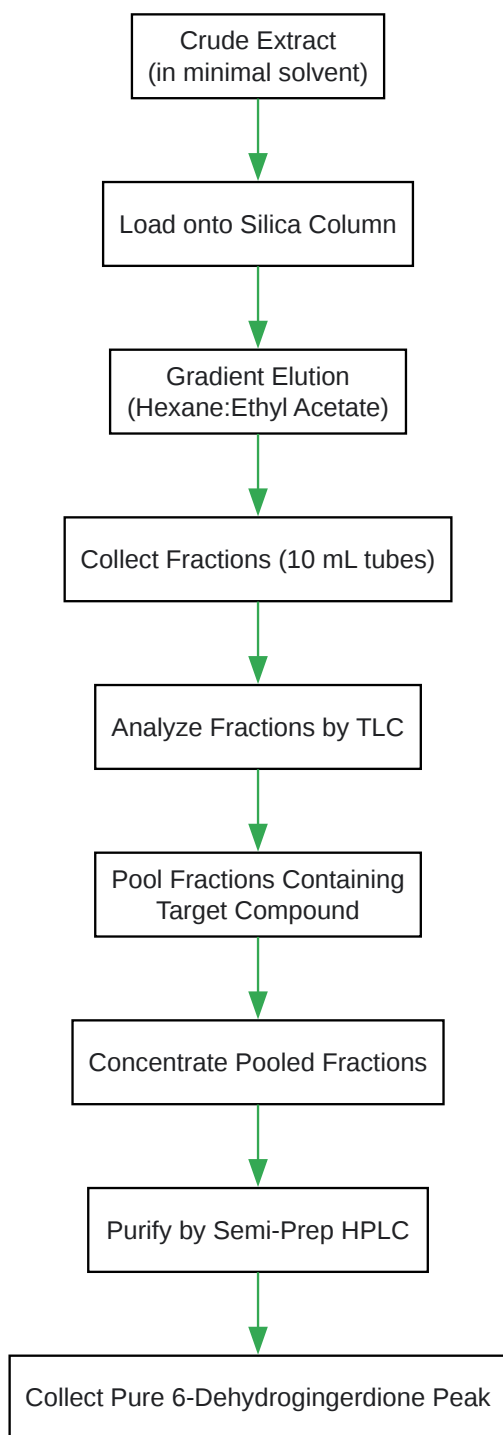 Crude Extract
(in minimal solvent)
Load onto Silica Column
Gradient Elution
(Hexane:Ethyl Acetate)
Collect Fractions (10 mL tubes)
Analyze Fractions by TLC
Pool Fractions Containing
Target Compound
Concentrate Pooled Fractions
Purify by Semi-Prep HPLC
Collect Pure 6-Dehydrogingerdione Peak